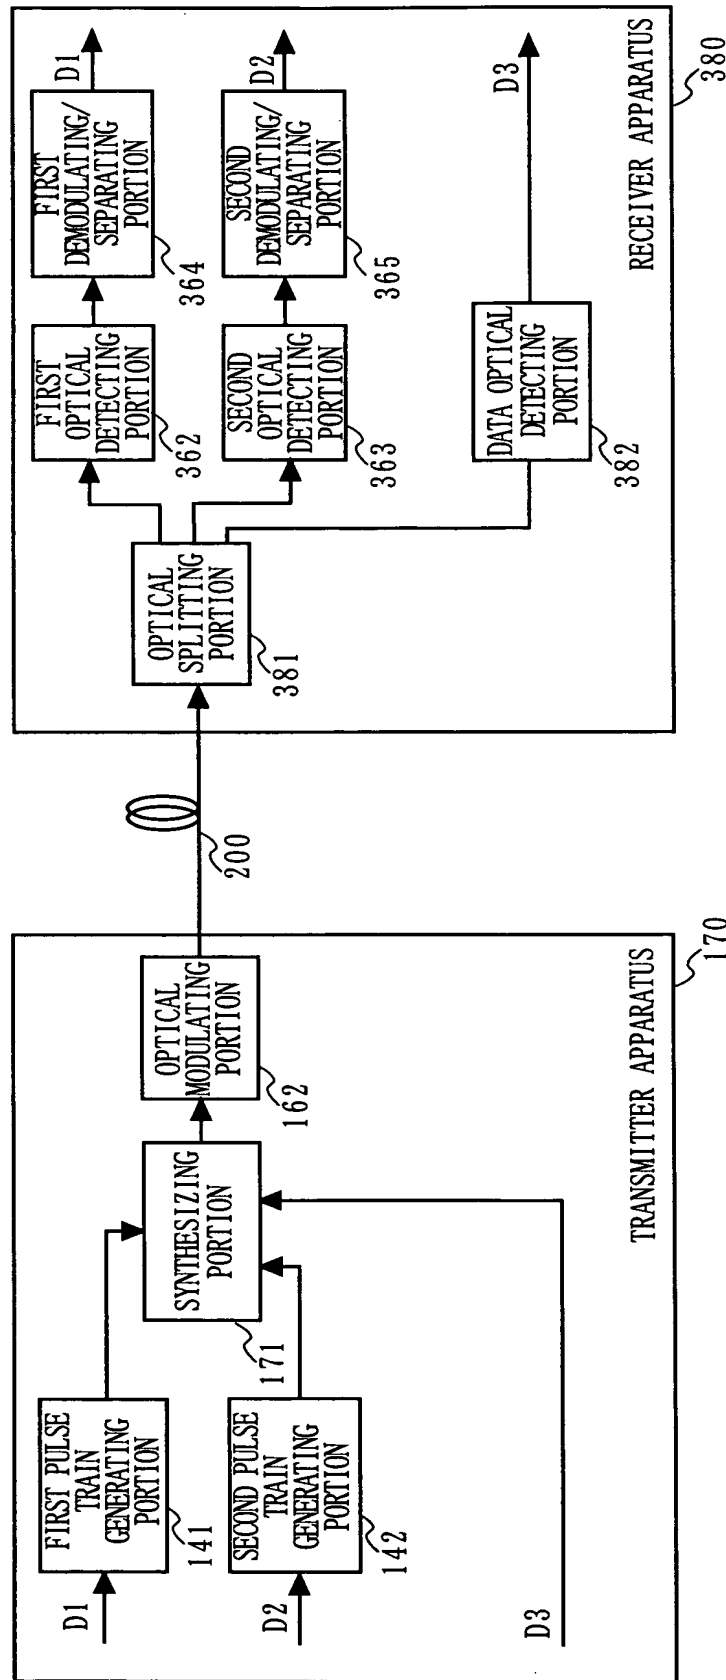 D1
FIRST PULSE
TRAIN
GENERATING
PORTION
141
D2
SECOND PULSE
TRAIN
GENERATING
PORTION
142
D3
SYNTHESIZING
PORTION
171
OPTICAL
MODULATING
PORTION
162
TRANSMITTER APPARATUS
170
200
OPTICAL
SPLITTING
PORTION
381
FIRST
OPTICAL
DETECTING
PORTION
362
FIRST
DEMODULATING/
SEPARATING
PORTION
364
D1
SECOND
OPTICAL
DETECTING
PORTION
363
SECOND
DEMODULATING/
SEPARATING
PORTION
365
D2
DATA OPTICAL
DETECTING
PORTION
382
D3
RECEIVER APPARATUS
380